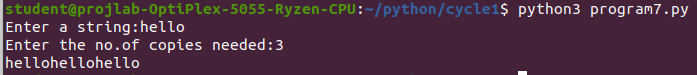 student@projlab-OptiPlex-5055-Ryzen-CPU:~/python/cycle1$ python3 program7.py
Enter a string:hello
Enter the no.of copies needed:3
hellohellohello